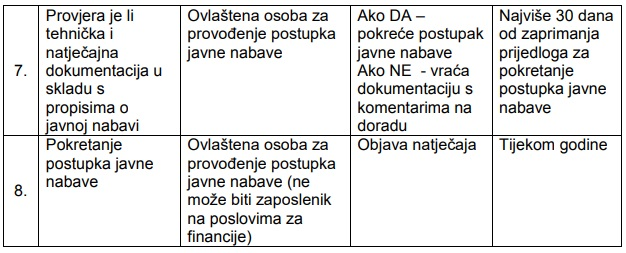 7.
Provjera je li
tehnička i
natječajna
dokumentacija u
skladu s
propisima o
javnoj nabavi
Ovlaštena osoba za
provođenje postupka
javne nabave
Ako DA –
pokreće postupak
javne nabave
Ako NE  - vraća
dokumentaciju s
komentarima na
doradu
Najviše 30 dana
od zaprimanja
prijedloga za
pokretanje
postupka javne
nabave
8.
Pokretanje
postupka javne
nabave
Ovlaštena osoba za
provođenje postupka
javne nabave (ne
može biti zaposlenik
na poslovima za
financije)
Objava natječaja
Tijekom godine